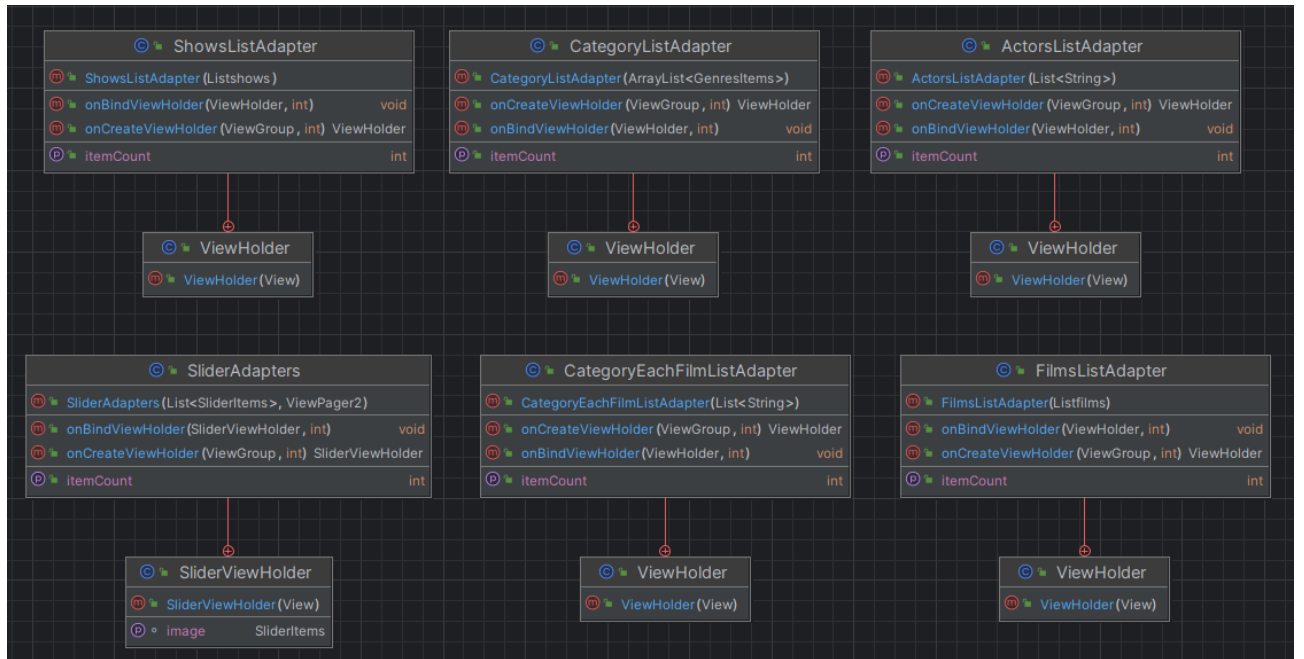 ShowsListAdapter
ShowsListAdapter(Listshows)
onBindViewHolder(ViewHolder, int) void
onCreateViewHolder(ViewGroup, int) ViewHolder
itemCount int
ViewHolder
ViewHolder(View)
CategoryListAdapter
CategoryListAdapter(ArrayList<GenresItems>)
onCreateViewHolder(ViewGroup, int) ViewHolder
onBindViewHolder(ViewHolder, int) void
itemCount int
ViewHolder
ViewHolder(View)
ActorsListAdapter
ActorsListAdapter(List<String>)
onCreateViewHolder(ViewGroup, int) ViewHolder
onBindViewHolder(ViewHolder, int) void
itemCount int
ViewHolder
ViewHolder(View)
SliderAdapters
SliderAdapters(List<SliderItems>, ViewPager2)
onBindViewHolder(SliderViewHolder, int) void
onCreateViewHolder(ViewGroup, int) SliderViewHolder
itemCount int
SliderViewHolder
SliderViewHolder(View)
image SliderItems
CategoryEachFilmListAdapter
CategoryEachFilmListAdapter(List<String>)
onCreateViewHolder(ViewGroup, int) ViewHolder
onBindViewHolder(ViewHolder, int) void
itemCount int
ViewHolder
ViewHolder(View)
FilmsListAdapter
FilmsListAdapter(Listfilms)
onBindViewHolder(ViewHolder, int) void
onCreateViewHolder(ViewGroup, int) ViewHolder
itemCount int
ViewHolder
ViewHolder(View)